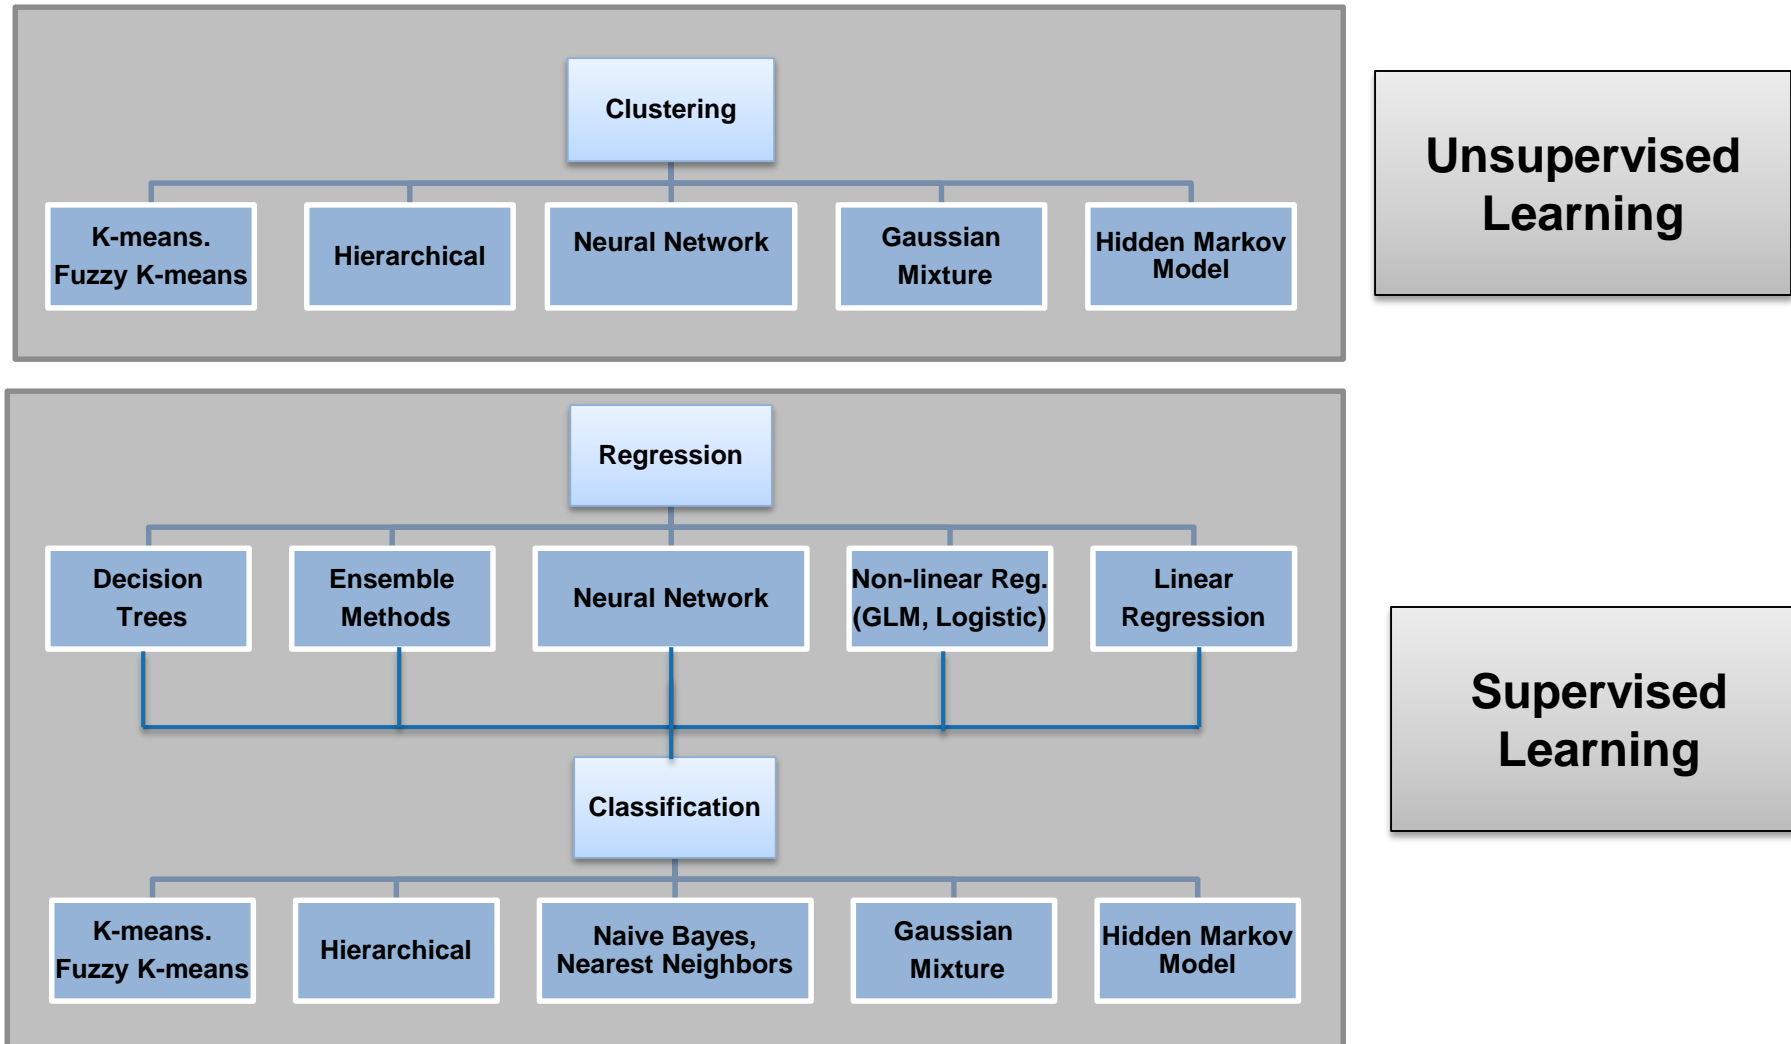 Clustering
K-means.
Fuzzy K-means
Hierarchical
Neural Network
Gaussian
Mixture
Hidden Markov
Model
Unsupervised
Learning
Regression
Decision
Trees
Ensemble
Methods
Neural Network
Non-linear Reg.
(GLM, Logistic)
Linear
Regression
Supervised
Learning
Classification
K-means.
Fuzzy K-means
Hierarchical
Naive Bayes,
Nearest Neighbors
Gaussian
Mixture
Hidden Markov
Model